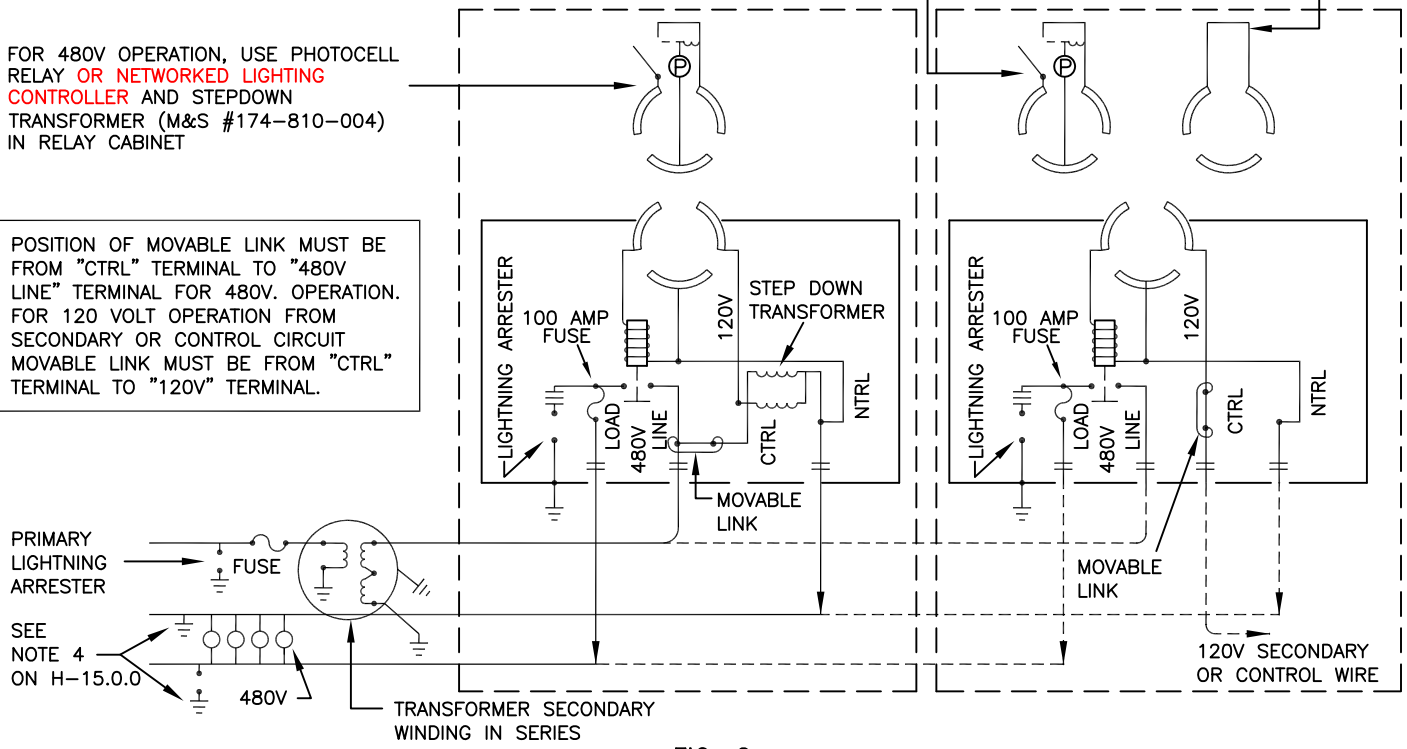 FOR 480V OPERATION, USE PHOTOCELL
RELAY OR NETWORKED LIGHTING
CONTROLLER AND STEPDOWN
TRANSFORMER (M&S #174-810-004)
IN RELAY CABINET
P
P
POSITION OF MOVABLE LINK MUST BE
FROM "CTRL" TERMINAL TO "480V
LINE" TERMINAL FOR 480V. OPERATION.
FOR 120 VOLT OPERATION FROM
SECONDARY OR CONTROL CIRCUIT
MOVABLE LINK MUST BE FROM "CTRL"
TERMINAL TO "120V" TERMINAL.
LIGHTNING ARRESTER
100 AMP
FUSE
120V
STEP DOWN
TRANSFORMER
LOAD
480V
LINE
CTRL
NTRL
MOVABLE
LINK
LIGHTNING ARRESTER
100 AMP
FUSE
120V
LOAD
480V
LINE
CTRL
NTRL
MOVABLE
LINK
PRIMARY
LIGHTNING
ARRESTER
FUSE
SEE
NOTE 4
ON H-15.0.0
480V
TRANSFORMER SECONDARY
WINDING IN SERIES
120V SECONDARY
OR CONTROL WIRE